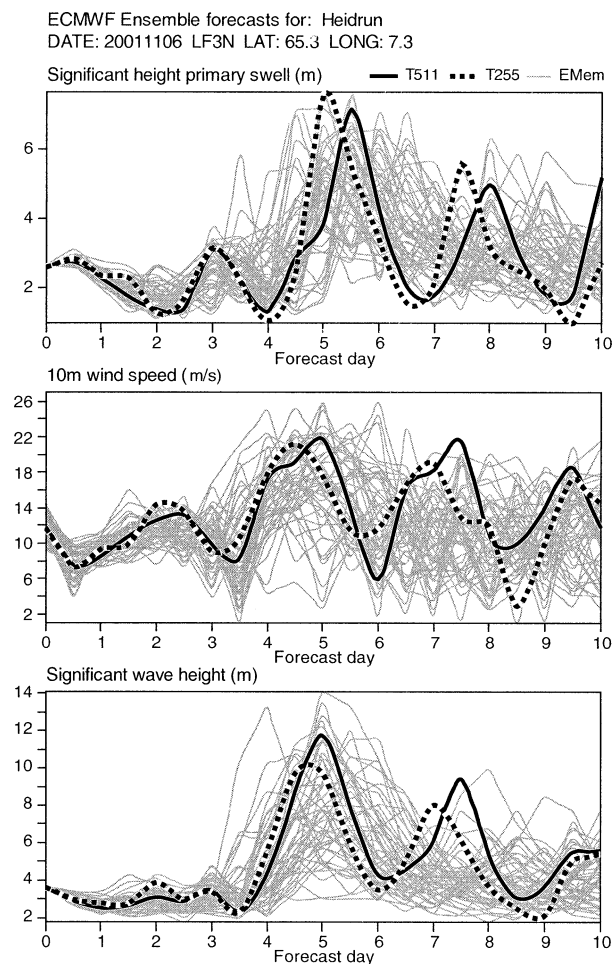 ECMWF Ensemble forecasts for: Heidrun
DATE: 20011106 LF3N LAT: 65.3 LONG: 7.3
Significant height primary swell (m) T511 T255 EMem
6
4
2
0 1 2 3 4 5 6 7 8 9 10
Forecast day
10m wind speed (m/s)
26
22
18
14
10
6
2
0 1 2 3 4 5 6 7 8 9 10
Forecast day
Significant wave height (m)
14
12
10
8
6
4
2
0 1 2 3 4 5 6 7 8 9 10
Forecast day